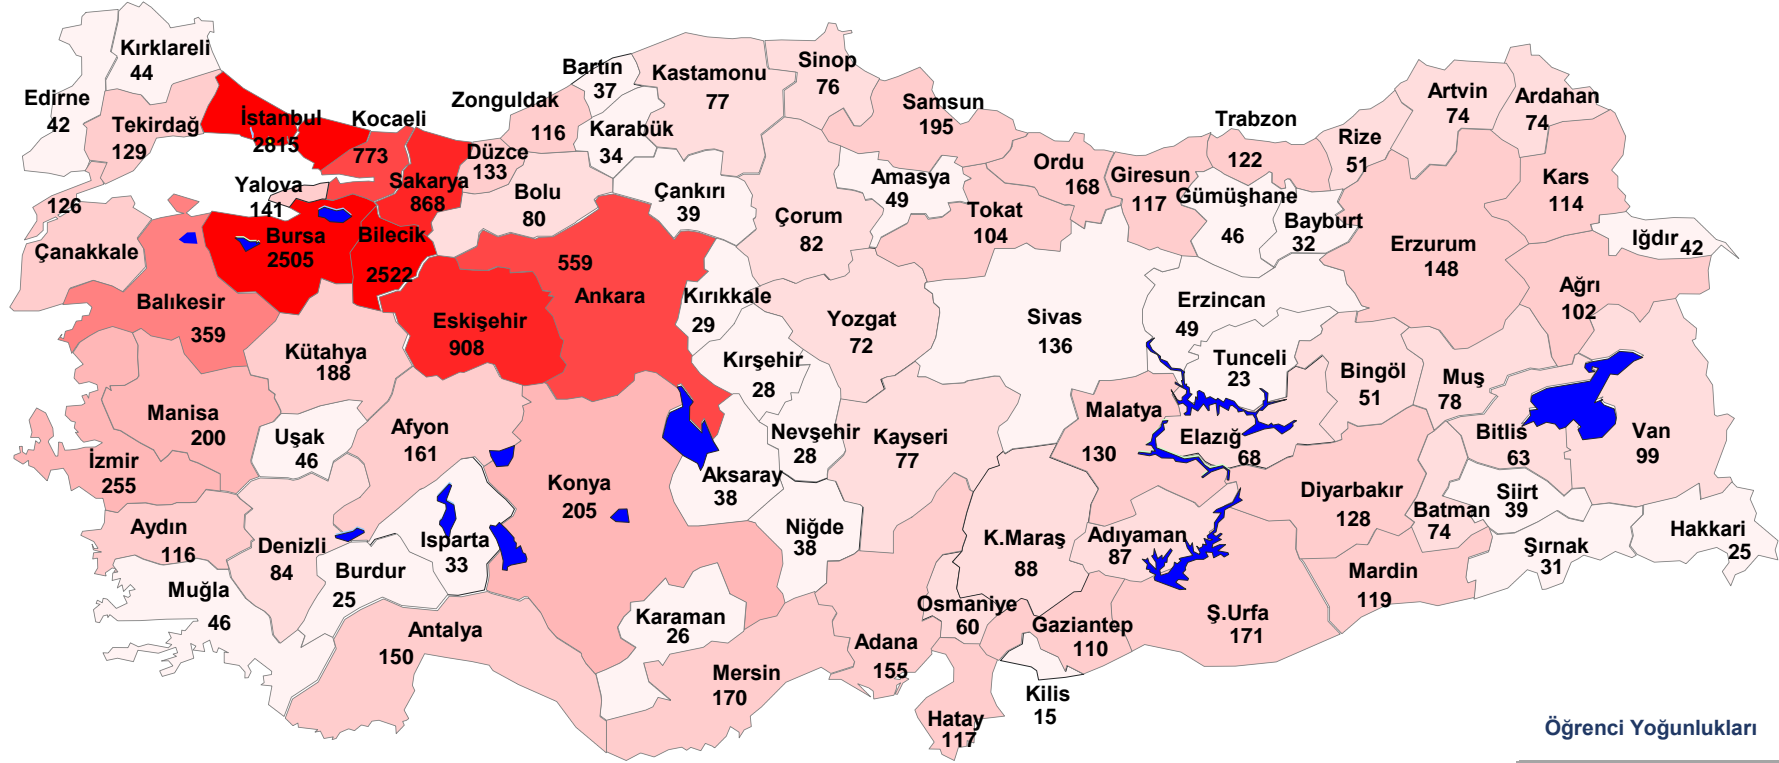 Kırklareli
44
Edirne
42
Tekirdağ
129
İstanbul
2815
Kocaeli
773
Yalova
141
Sakarya
868
Düzce
133
Zonguldak
116
Bartın
37
Karabük
34
Kastamonu
77
Sinop
76
Samsun
195
Bolu
80
Çankırı
39
Çorum
82
Amasya
49
Tokat
104
Ordu
168
Giresun
117
Trabzon
122
Gümüşhane
46
Bayburt
32
Rize
51
Artvin
74
Ardahan
74
Kars
114
Iğdır
42
Erzurum
148
Ağrı
102
126
Çanakkale
Balıkesir
359
Bursa
2505
Bilecik
2522
Eskişehir
908
559
Ankara
Kırıkkale
29
Kırşehir
28
Yozgat
72
Sivas
136
Erzincan
49
Tunceli
23
Bingöl
51
Muş
78
Bitlis
63
Van
99
Kütahya
188
Manisa
200
Uşak
46
Afyon
161
İzmir
255
Aydın
116
Denizli
84
Muğla
46
Burdur
25
Isparta
33
Antalya
150
Konya
205
Aksaray
38
Nevşehir
28
Niğde
38
Kayseri
77
Malatya
130
Elazığ
68
Diyarbakır
128
Batman
74
Siirt
39
Şırnak
31
Hakkari
25
Mardin
119
Ş.Urfa
171
Adıyaman
87
K.Maraş
88
Osmaniye
60
Gaziantep
110
Kilis
15
Hatay
117
Adana
155
Mersin
170
Karaman
26
Öğrenci Yoğunlukları